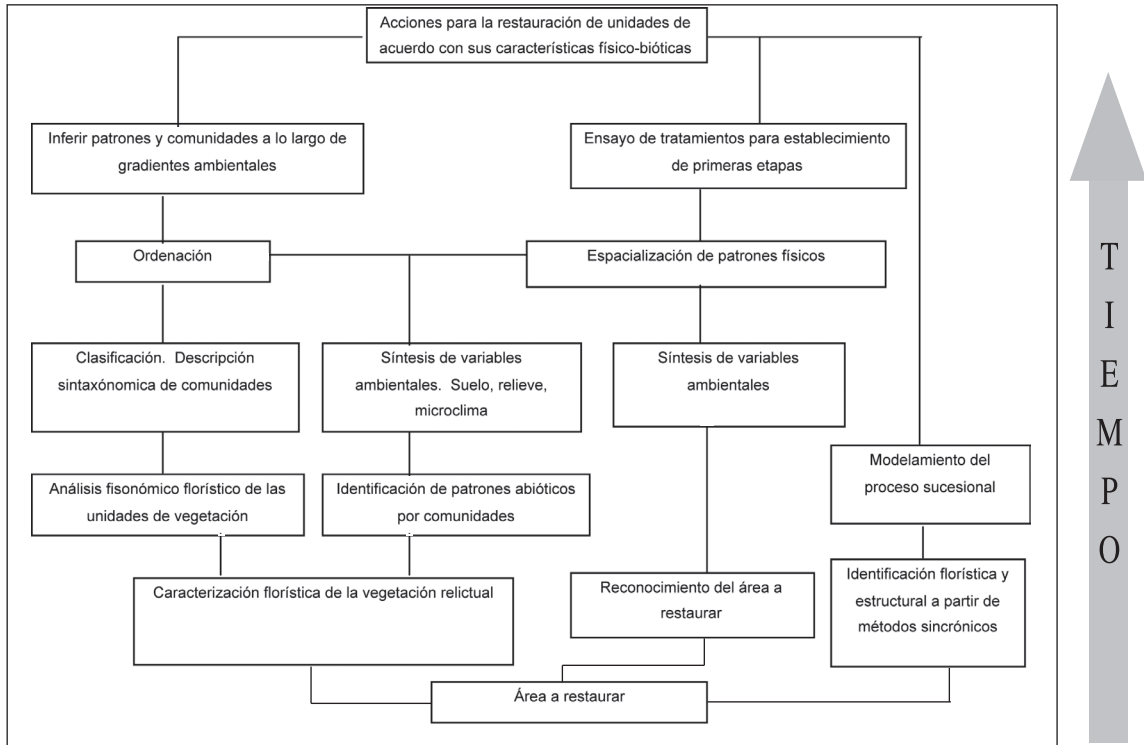 Acciones para la restauración de unidades de
acuerdo con sus características físico-bióticas
Inferir patrones y comunidades a lo largo de
gradientes ambientales
Ensayo de tratamientos para establecimiento
de primeras etapas
Ordenación
Espacialización de patrones físicos
Clasificación. Descripción
sintaxónomica de comunidades
Síntesis de variables
ambientales. Suelo, relieve,
microclima
Síntesis de variables
ambientales
Modelamiento del
proceso sucesional
Análisis fisonómico florístico de las
unidades de vegetación
Identificación de patrones abióticos
por comunidades
Caracterización florística de la vegetación relictual
Reconocimiento del área a
restaurar
Identificación florística y
estructural a partir de
métodos sincrónicos
Área a restaurar
TIEMPO